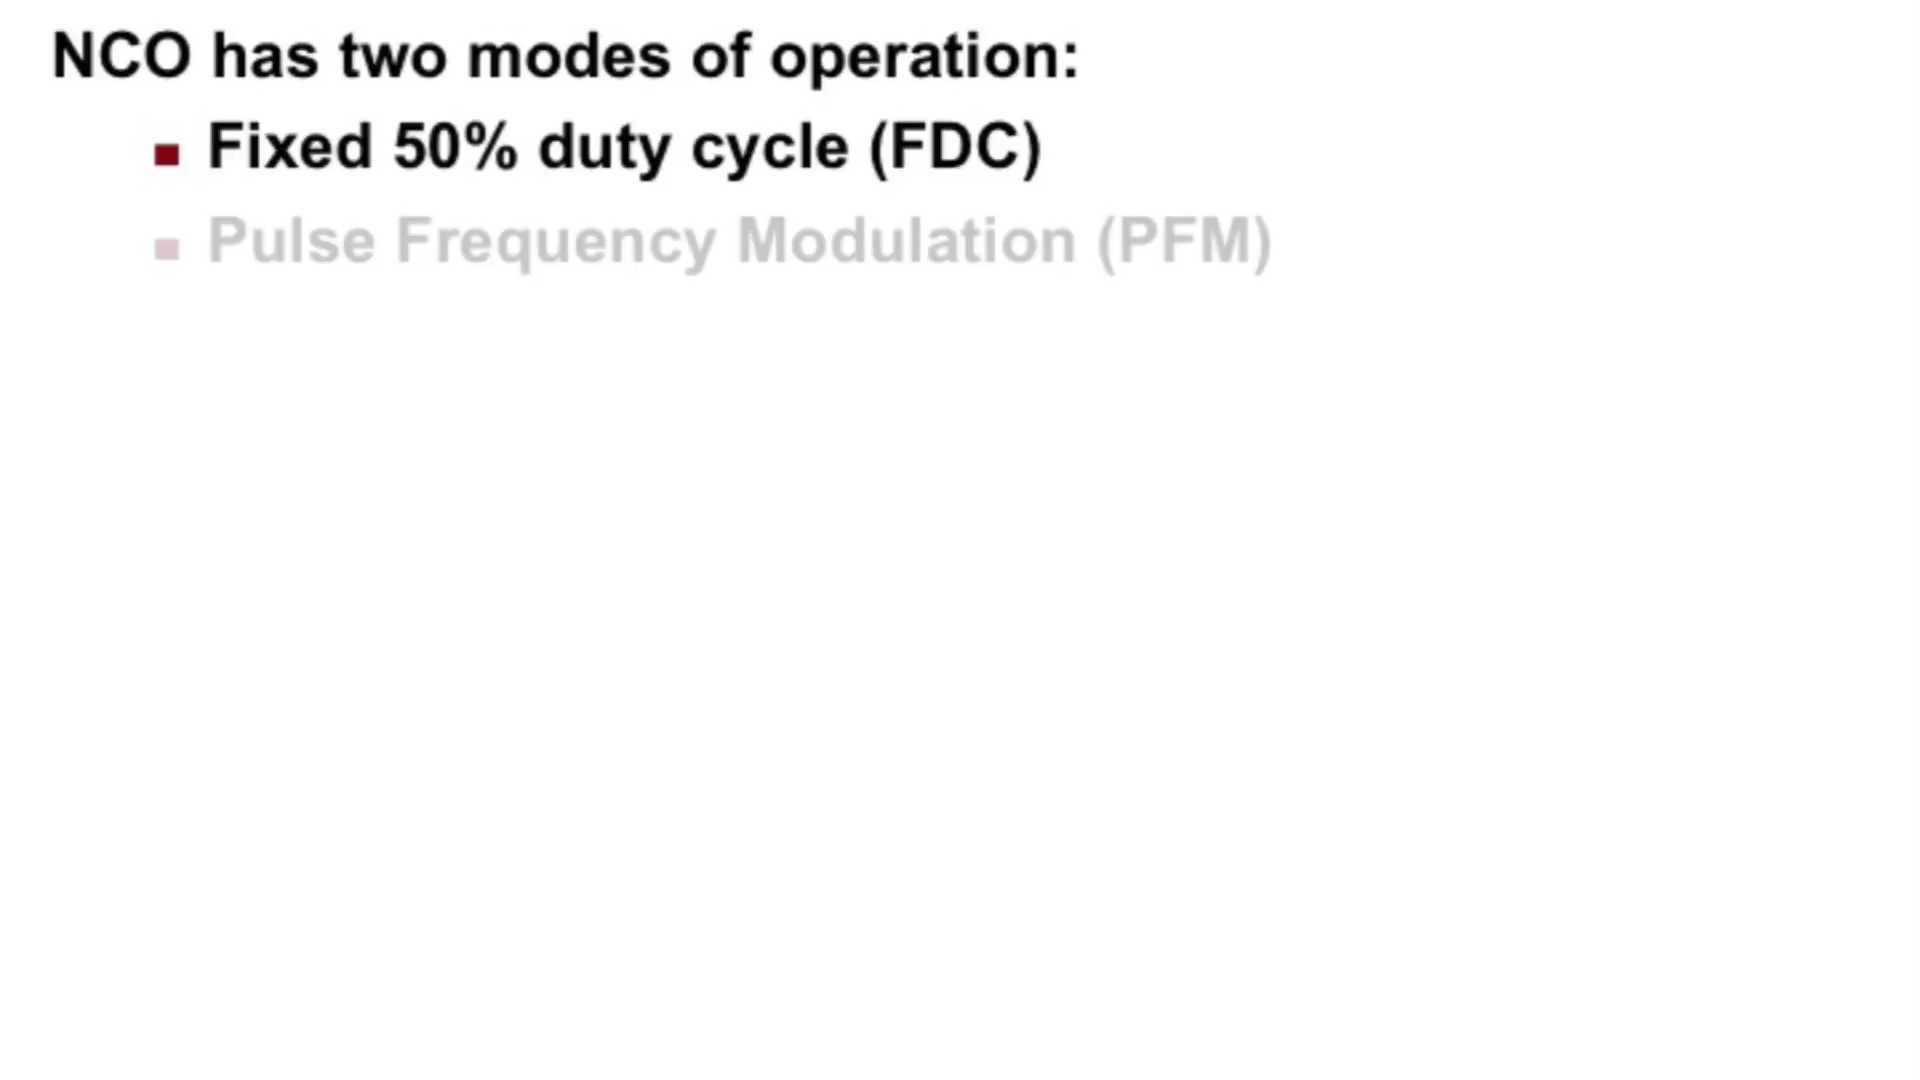 NCO has two modes of operation:
Fixed 50% duty cycle (FDC)
Pulse Frequency Modulation (PFM)